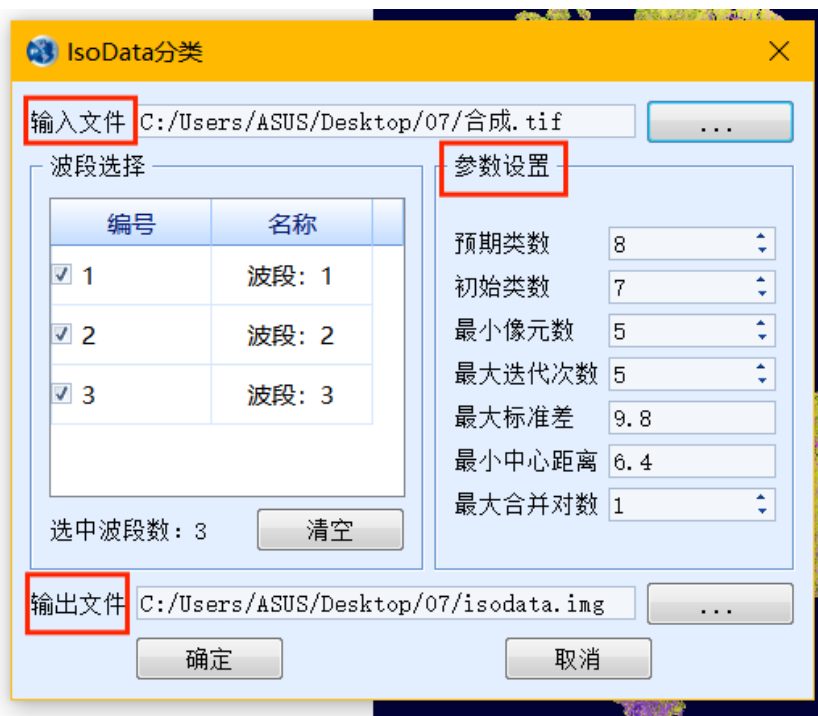 IsoData分类
输入文件 C:/Users/ASUS/Desktop/07/合成.tif ...
波段选择
编号 名称
1 波段: 1
2 波段: 2
3 波段: 3
选中波段数: 3 清空
参数设置
预期类数 8
初始类数 7
最小像元数 5
最大迭代次数 5
最大标准差 9.8
最小中心距离 6.4
最大合并对数 1
输出文件 C:/Users/ASUS/Desktop/07/isodata.img ...
确定 取消